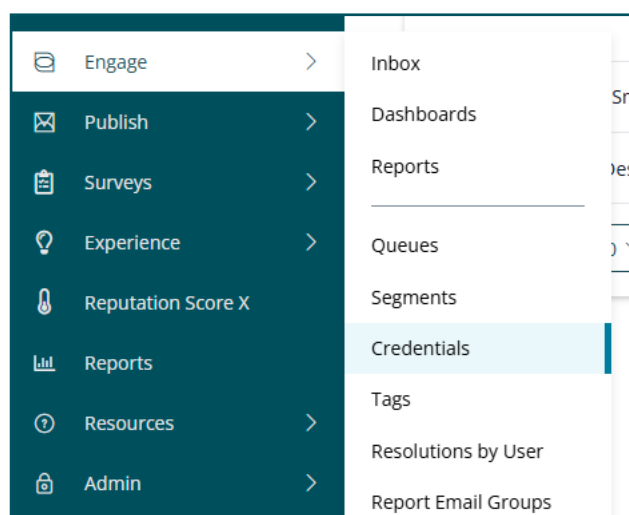 Engage
Publish
Surveys
Experience
Reputation Score X
Reports
Resources
Admin
Inbox
Dashboards
Reports
Queues
Segments
Credentials
Tags
Resolutions by User
Report Email Groups